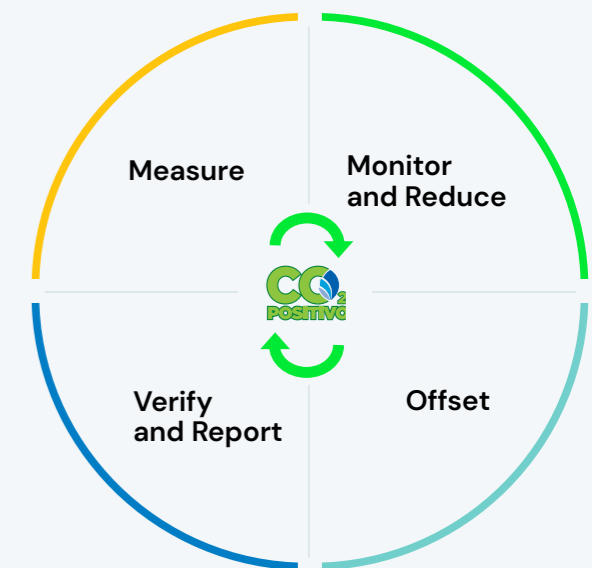 Measure
Monitor
and Reduce
CO2
POSITIVO
Verify
and Report
Offset